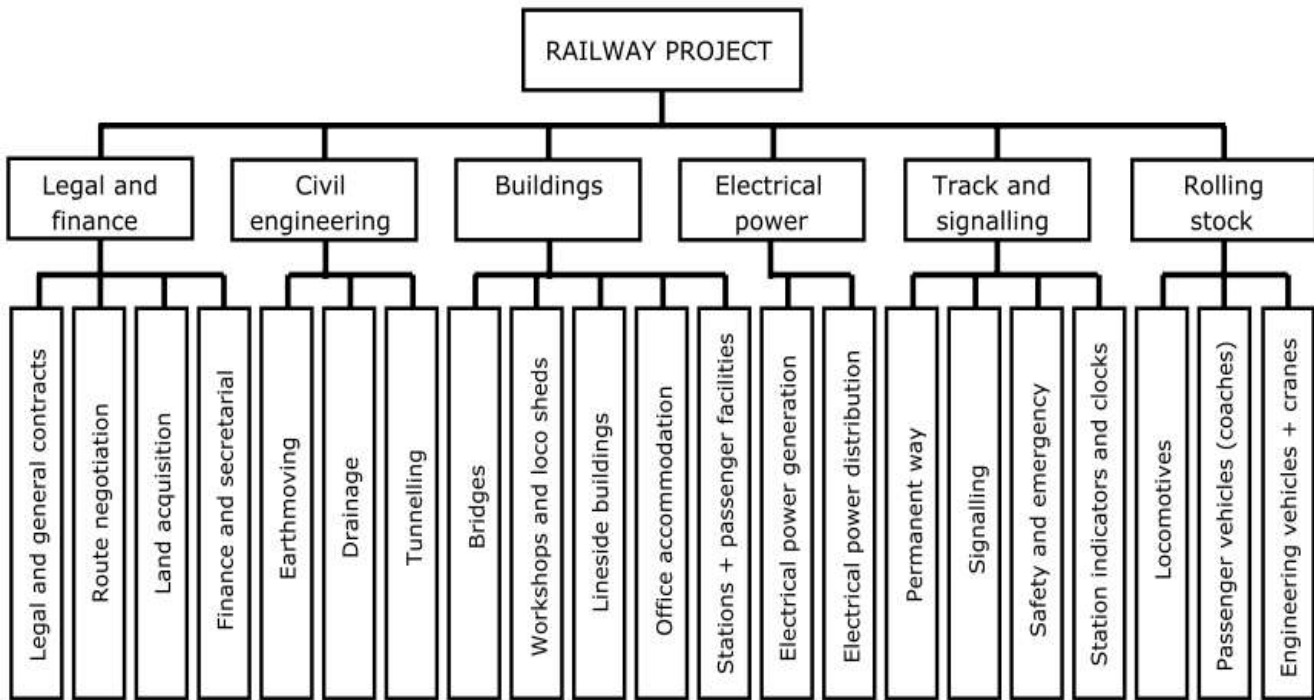 RAILWAY PROJECT
Legal and
finance
Civil
engineering
Buildings
Electrical
power
Track and
signalling
Rolling
stock
Legal and general contracts
Route negotiation
Land acquisition
Finance and secretarial
Earthmoving
Drainage
Tunnelling
Bridges
Workshops and loco sheds
Lineside buildings
Office accommodation
Stations + passenger facilities
Electrical power generation
Electrical power distribution
Permanent way
Signalling
Safety and emergency
Station indicators and clocks
Locomotives
Passenger vehicles (coaches)
Engineering vehicles + cranes